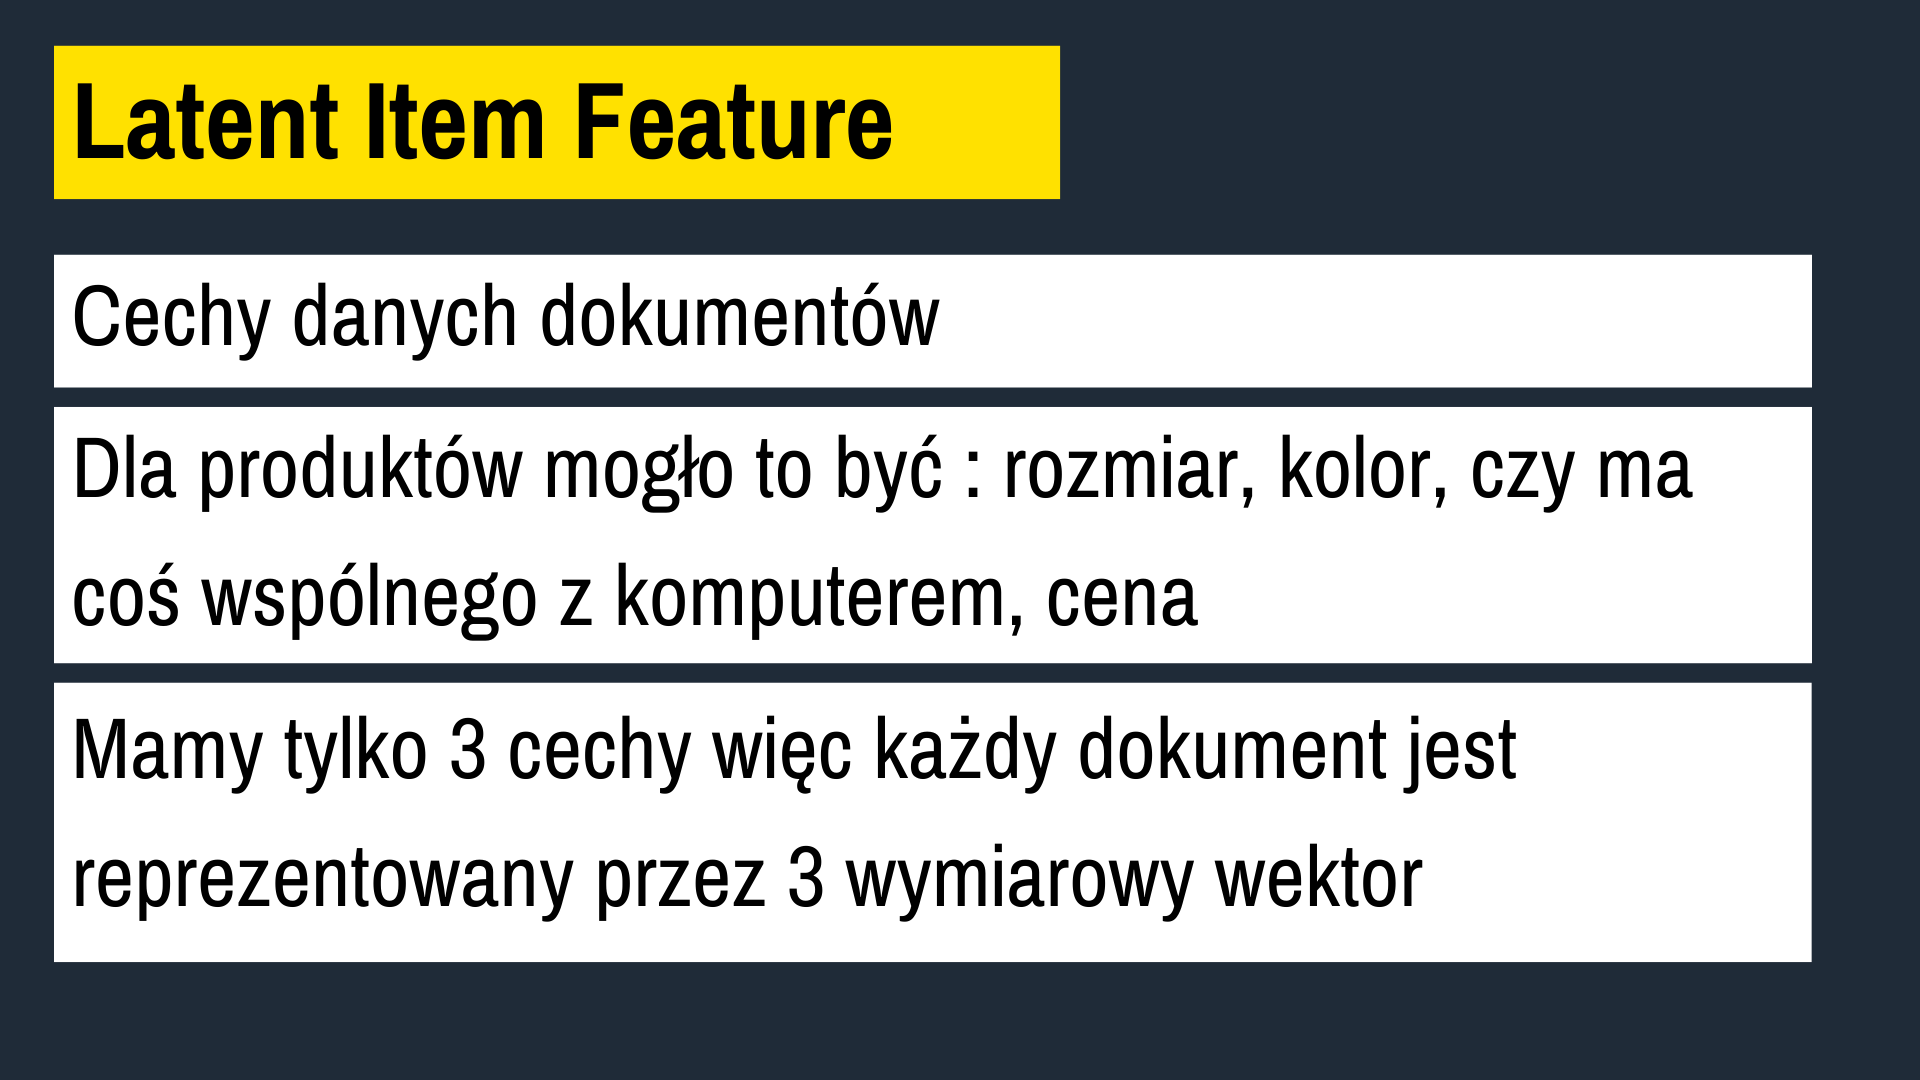 Latent Item Feature
Cechy danych dokumentów
Dla produktów mogło to być : rozmiar, kolor, czy ma
coś wspólnego z komputerem, cena
Mamy tylko 3 cechy więc każdy dokument jest
reprezentowany przez 3 wymiarowy wektor